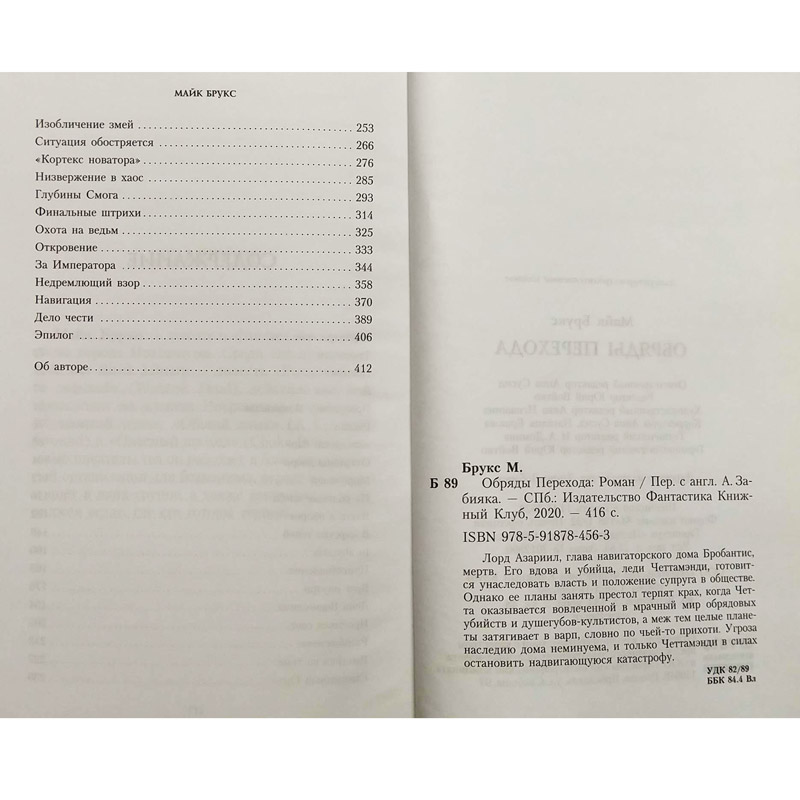 МАЙК БРУКС
Изобличение змей ........................................ 253
Ситуация обостряется ........................................ 266
«Кортекс новатора» ........................................ 276
Низвержение в хаос ........................................ 285
Глубины Смога ........................................ 293
Финальные штрихи ........................................ 314
Охота на ведьм ........................................ 325
Откровение ........................................ 333
За Императора ........................................ 344
Недремлющий взор ........................................ 358
Навигация ........................................ 370
Дело чести ........................................ 389
Эпилог ........................................ 406
Об авторе ........................................ 412
Брукс М.
Б 89 Обряды Перехода: Роман / Пер. с англ. А. За-
бияка. — СПб.: Издательство Фантастика Книж-
ный Клуб, 2020. — 416 с.
ISBN 978-5-91878-456-3
Лорд Азариил, глава навигаторского дома Бробантис,
мертв. Его вдова и убийца, леди Четтамэнди, готовит-
ся унаследовать власть и положение супруга в обществе.
Однако ее планы занять престол терпят крах, когда Чет-
та оказывается вовлеченной в мрачный мир обрядовых
убийств и душегубов-культистов, а меж тем целые плане-
ты затягивает в варп, словно по чьей-то прихоти. Угроза
наследию дома неминуема, и только Четтамэнди в силах
остановить надвигающуюся катастрофу.
УДК 82/89
ББК 84.4 Вл